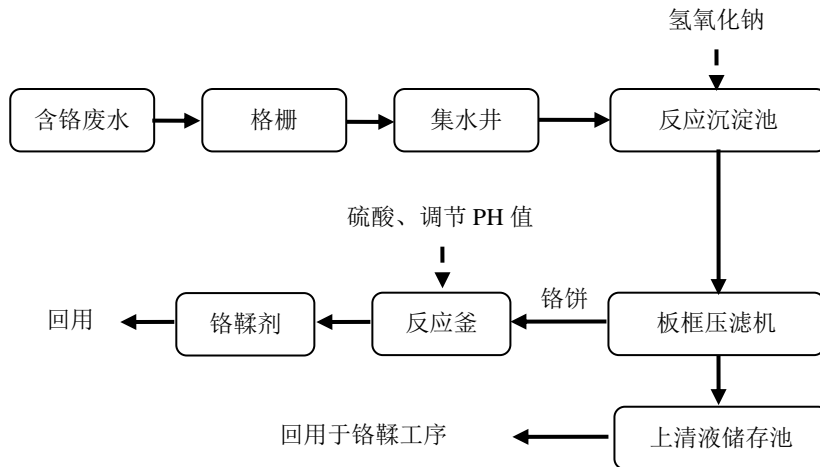 氢氧化钠
含铬废水
格栅
集水井
反应沉淀池
硫酸、调节 PH 值
回用
铬鞣剂
反应釜
铬饼
板框压滤机
回用于铬鞣工序
上清液储存池